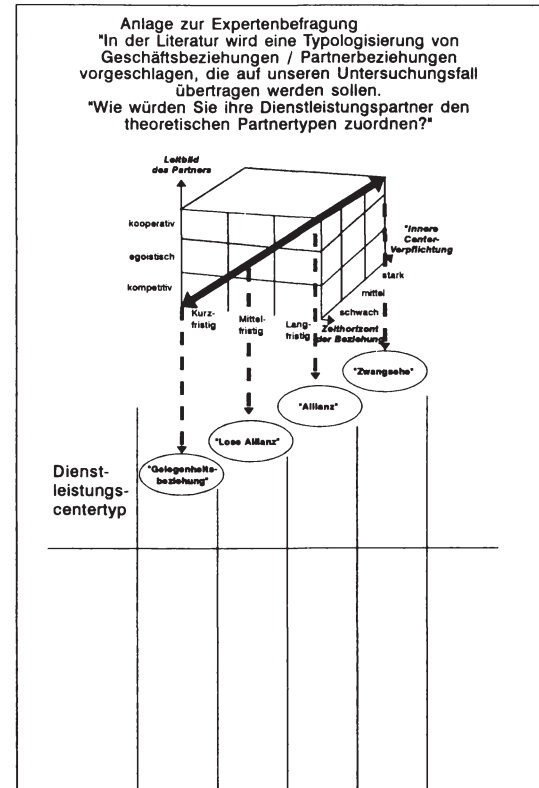 Anlage zur Expertenbefragung
"In der Literatur wird eine Typologisierung von
Geschäftsbeziehungen / Partnerbeziehungen
vorgeschlagen, die auf unseren Untersuchungsfall
übertragen werden sollen.
"Wie würden Sie ihre Dienstleistungspartner den
theoretischen Partnertypen zuordnen?"
Leitbild
des Partners
kooperativ
egoistisch
kompetitiv
"Innere
Center-
Verpflichtung
stark
mittel
schwach
Kurz-
fristig
Mittel-
fristig
Lang-
fristig
Zeithorizont
der Beziehung
"Zwangsehe"
"Allianz"
"Lose Allianz"
"Gelegenheits-
beziehung"
Dienst-
leistungs-
centertyp